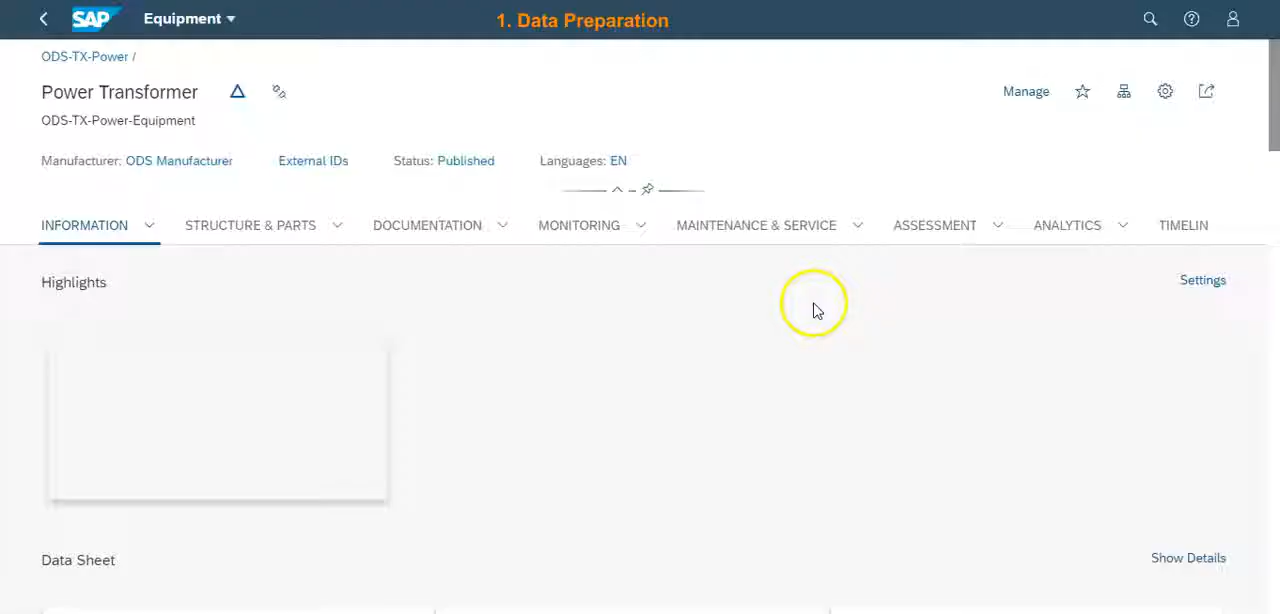 SAP Equipment 1. Data Preparation
ODS-TX-Power /
Power Transformer Manage
ODS-TX-Power-Equipment
Manufacturer: ODS Manufacturer External IDs Status: Published Languages: EN
INFORMATION STRUCTURE & PARTS DOCUMENTATION MONITORING MAINTENANCE & SERVICE ASSESSMENT ANALYTICS TIMELIN
Highlights Settings
Data Sheet Show Details